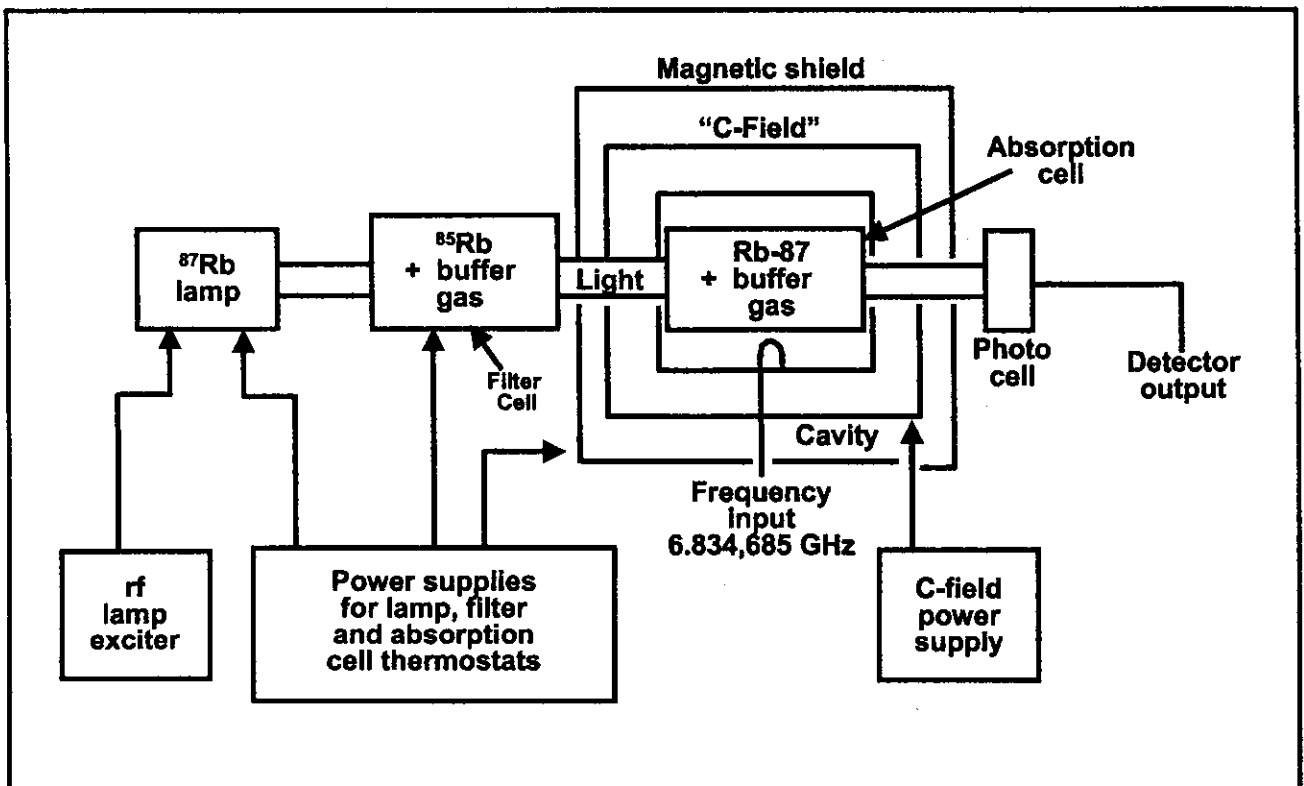 Magnetic shield
“C-Field”
Absorption
cell
⁸⁷Rb
lamp
⁸⁵Rb
+ buffer
gas
Light
Rb-87
+ buffer
gas
Filter
Cell
Photo
cell
Detector
output
Cavity
Frequency
input
6.834,685 GHz
rf
lamp
exciter
Power supplies
for lamp, filter
and absorption
cell thermostats
C-field
power
supply